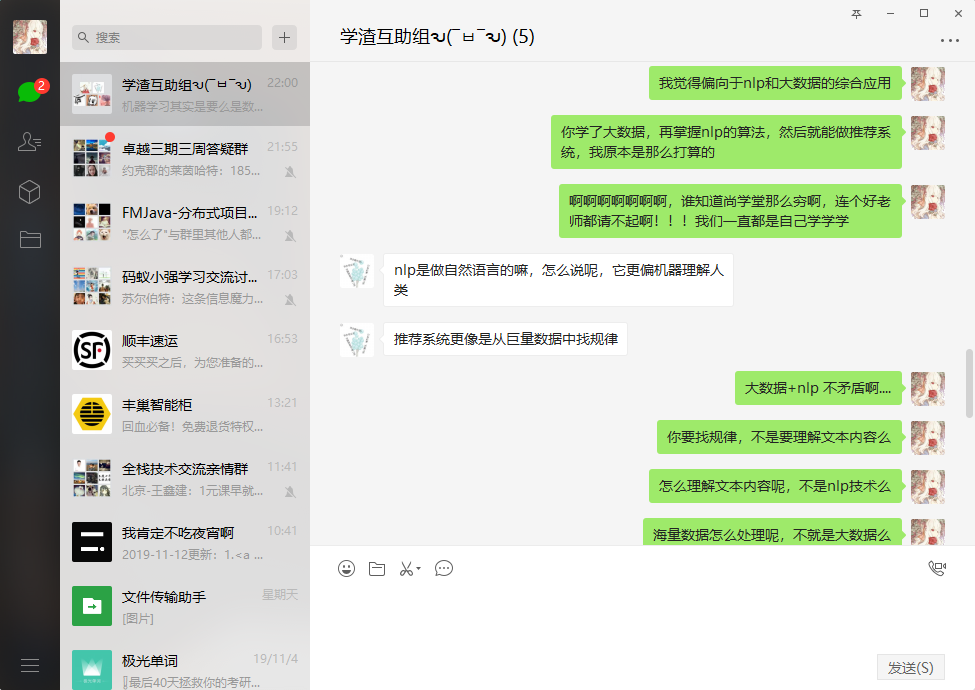 2
搜索
学渣互助组ԅ(¯ㅂ¯ԅ)
22:00
机器学习其实是要么是数...
卓越三期三周答疑群
21:55
约克郡的莱茵哈特：185...
FMJava-分布式项目...
19:12
"怎么了"与群里其他人都...
码蚁小强学习交流讨...
17:03
苏尔伯特：这条信息魔力...
顺丰速运
16:53
买买买之后，为您准备的...
丰巢智能柜
13:21
回血必备！免费退货特权...
全栈技术交流亲情群
11:41
北京-王鑫建：1元课早就...
我肯定不吃夜宵啊
10:41
2019-11-12更新：1.<a ...
文件传输助手
星期天
[图片]
极光单词
19/11/4
最后40天拯救你的考研...
学渣互助组ԅ(¯ㅂ¯ԅ) (5)
我觉得偏向于nlp和大数据的综合应用
你学了大数据，再掌握nlp的算法，然后就能做推荐系
统，我原本是那么打算的
啊啊啊啊啊啊啊，谁知道尚学堂那么穷啊，连个好老
师都请不起啊！！！我们一直都是自己学学学
nlp是做自然语言的嘛，怎么说呢，它更偏机器理解人
类
推荐系统更像是从巨量数据中找规律
大数据+nlp 不矛盾啊....
你要找规律，不是要理解文本内容么
怎么理解文本内容呢，不是nlp技术么
海量数据怎么处理呢，不就是大数据么
发送(S)